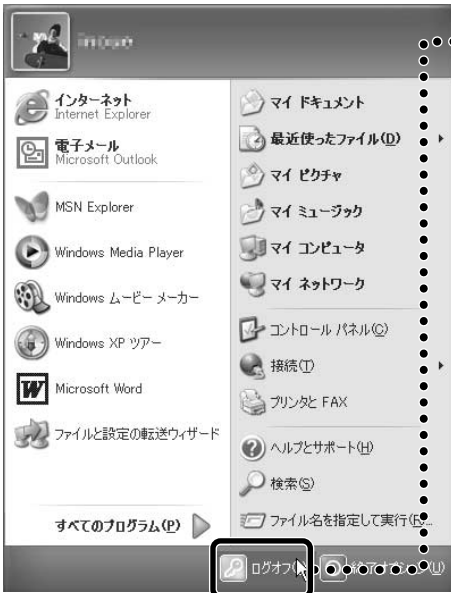 インターネット
Internet Explorer
電子メール
Microsoft Outlook
MSN Explorer
Windows Media Player
Windows ムービー メーカー
Windows XP ツアー
Microsoft Word
ファイルと設定の転送ウィザード
すべてのプログラム(P)
マイ ドキュメント
最近使ったファイル(D)
マイ ピクチャ
マイ ミュージック
マイ コンピュータ
マイ ネットワーク
コントロール パネル(C)
接続(T)
プリンタと FAX
ヘルプとサポート(H)
検索(S)
ファイル名を指定して実行(R)...
ログオフ
(U)